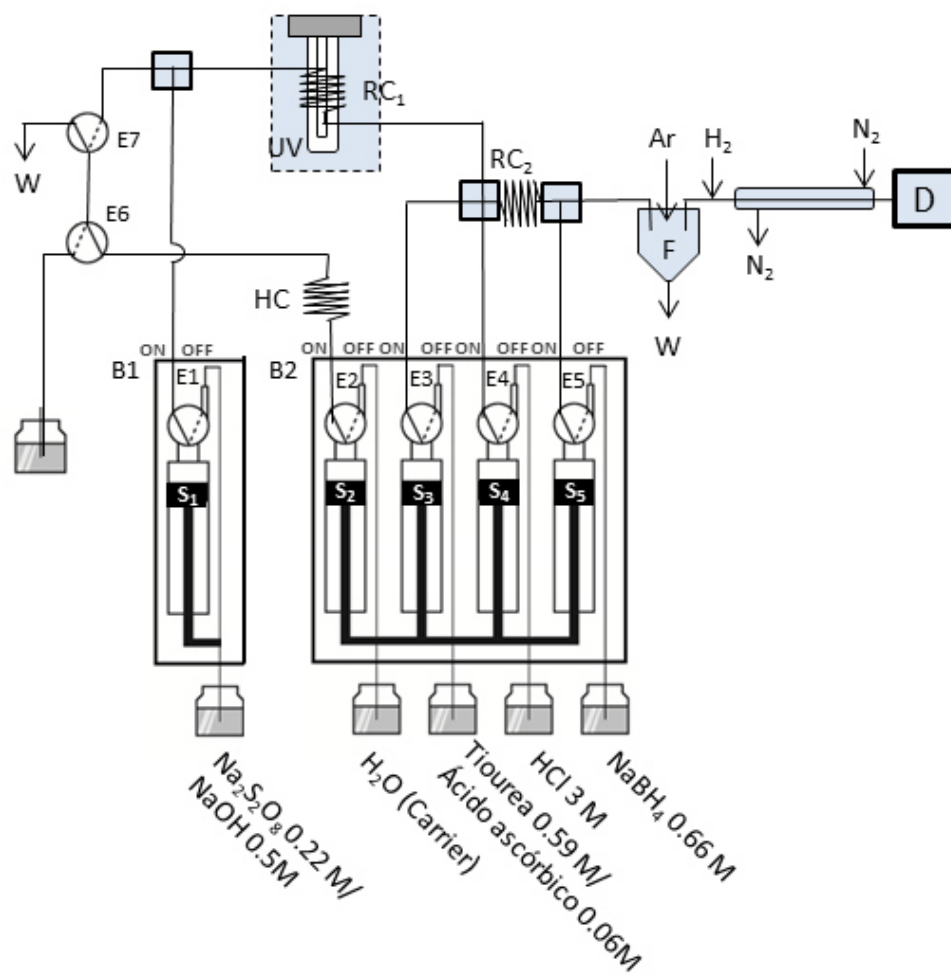 RC₁
UV
E7
W
E6
HC
Ar
H₂
N₂
RC₂
D
F
N₂
W
ON OFF
B1
E1
S₁
ON OFF ON OFF ON OFF ON OFF
B2
E2
E3
E4
E5
S₂
S₃
S₄
S₅
Na₂S₂O₈ 0.22 M/
NaOH 0.5M
H₂O (Carrier)
Tiourea 0.59 M/
Ácido ascórbico 0.06M
HCl 3 M
NaBH₄ 0.66 M